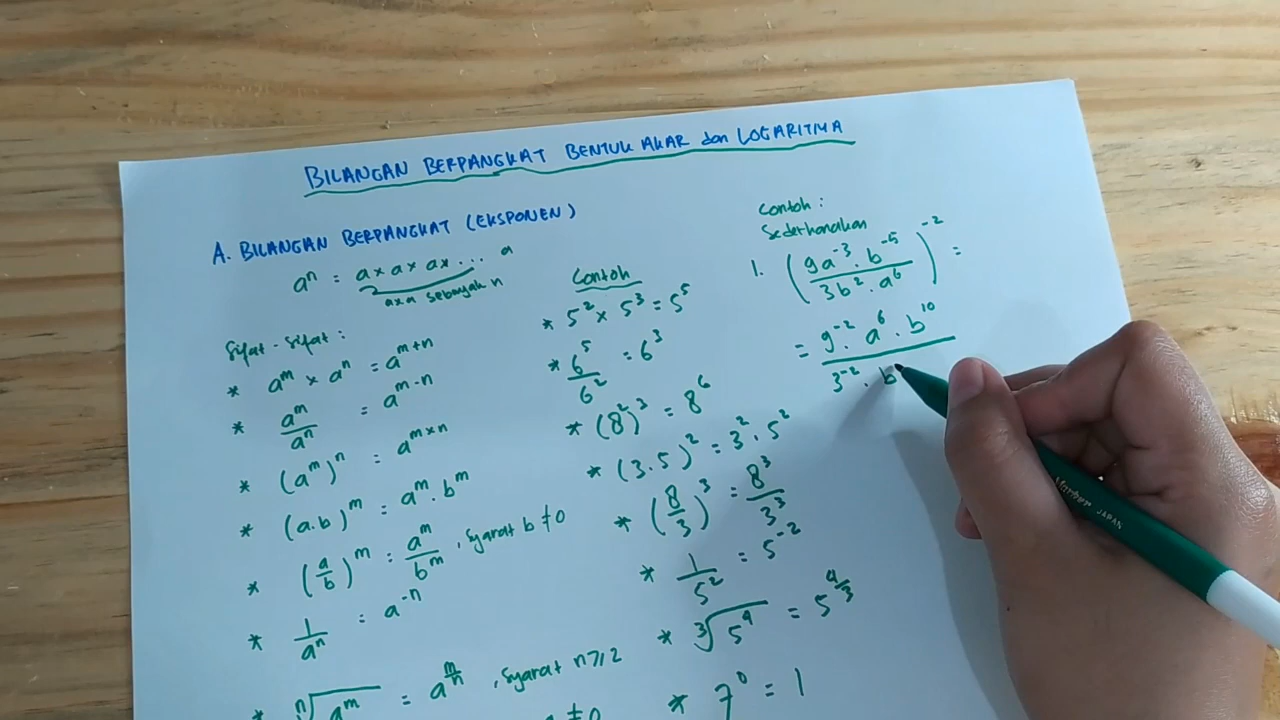 BILANGAN BERPANGKAT BENTUK AKAR dan LOGARITMA
A. BILANGAN BERPANGKAT (EKSPONEN)
aⁿ = a x a x a x ... a
axa sebanyak n
Sifat-sifat :
* aᵐ x aⁿ = aᵐ⁺ⁿ
* aᵐ/aⁿ = aᵐ⁻ⁿ
* (aᵐ)ⁿ = aᵐˣⁿ
* (a.b)ᵐ = aᵐ.bᵐ
* (a/b)ᵐ = aᵐ/bᵐ, syarat b ≠ 0
* 1/aⁿ = a⁻ⁿ
* ⁿ√aᵐ = a^(m/n), syarat n ≥ 2
a ≠ 0
Contoh
* 5² x 5³ = 5⁵
* 6⁵/6² = 6³
* (8²)³ = 8⁶
* (3.5)² = 3².5²
* (8/3)³ = 8³/3³
* 1/5² = 5⁻²
* ³√5⁴ = 5^(4/3)
* 7⁰ = 1
Contoh :
Sederhanakan
1. (9a⁻³.b⁻⁵/3b².a⁶)⁻² =
= 9⁻².a⁶.b¹⁰/3⁻².b
Marker JAPAN